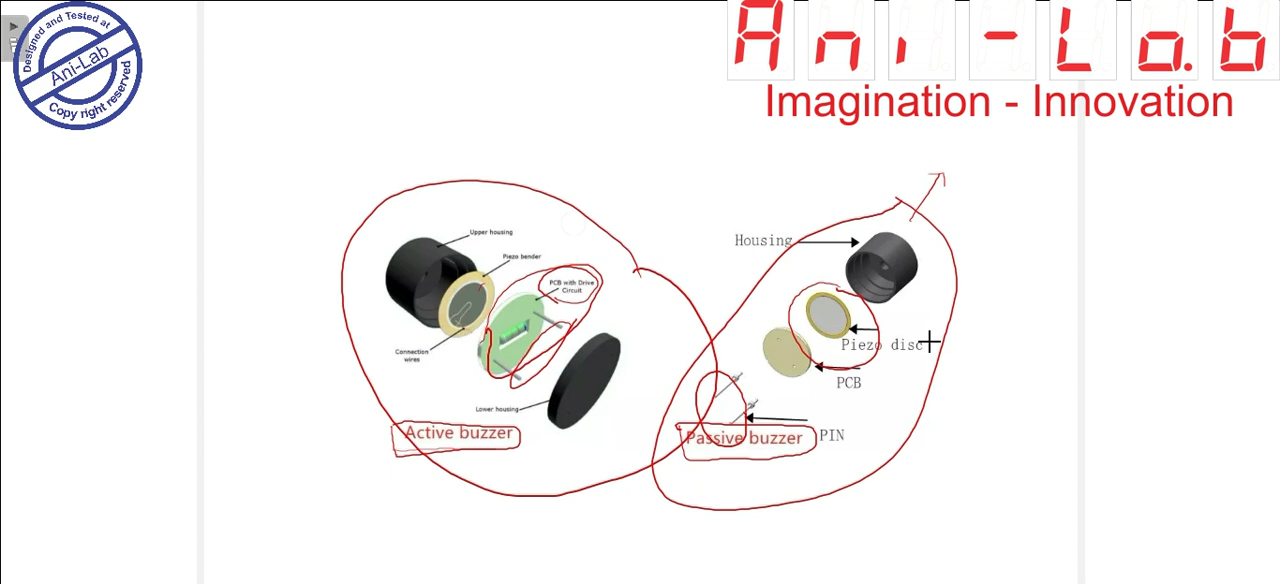 Designed and Tested at
Ani-Lab
Copy right reserved
Ani-Lo.b
Imagination - Innovation
Upper housing
Piezo bender
PCB with Drive
Circuit
Connection
wires
Lower housing
Active buzzer
Housing
Piezo disc
PCB
PIN
Passive buzzer